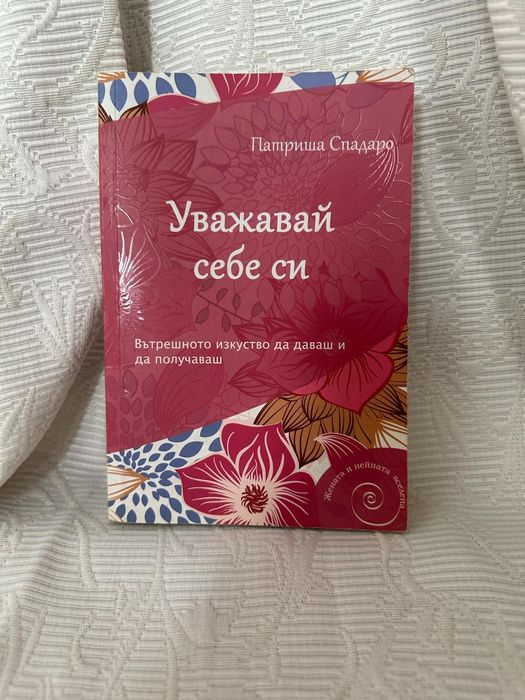 Патриша Спадаро
Уважавай
себе си
Вътрешното изкуство да даваш и
да получаваш
Жената и нейната вселена